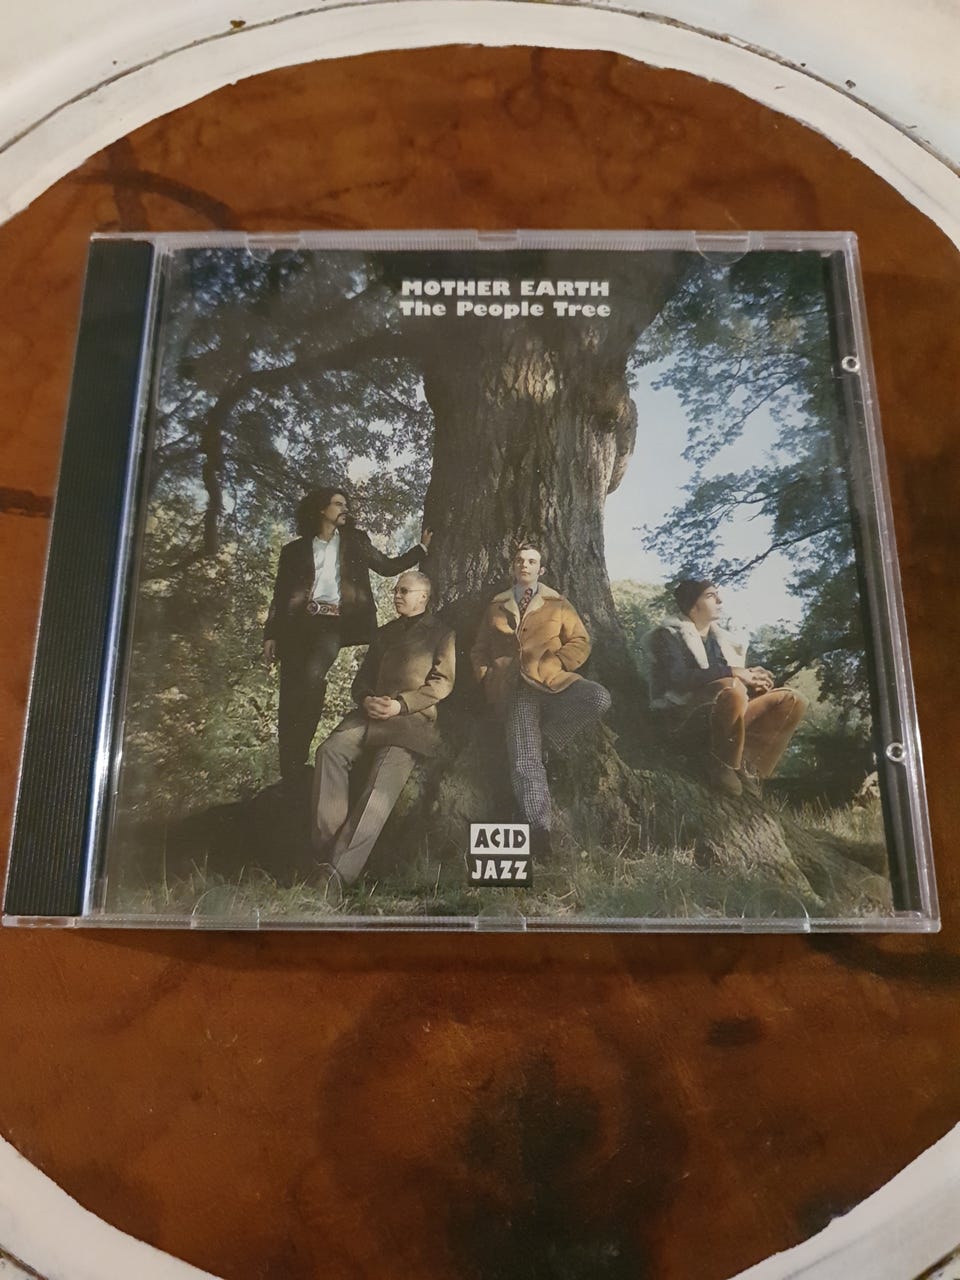 MOTHER EARTH
The People Tree
ACID
JAZZ